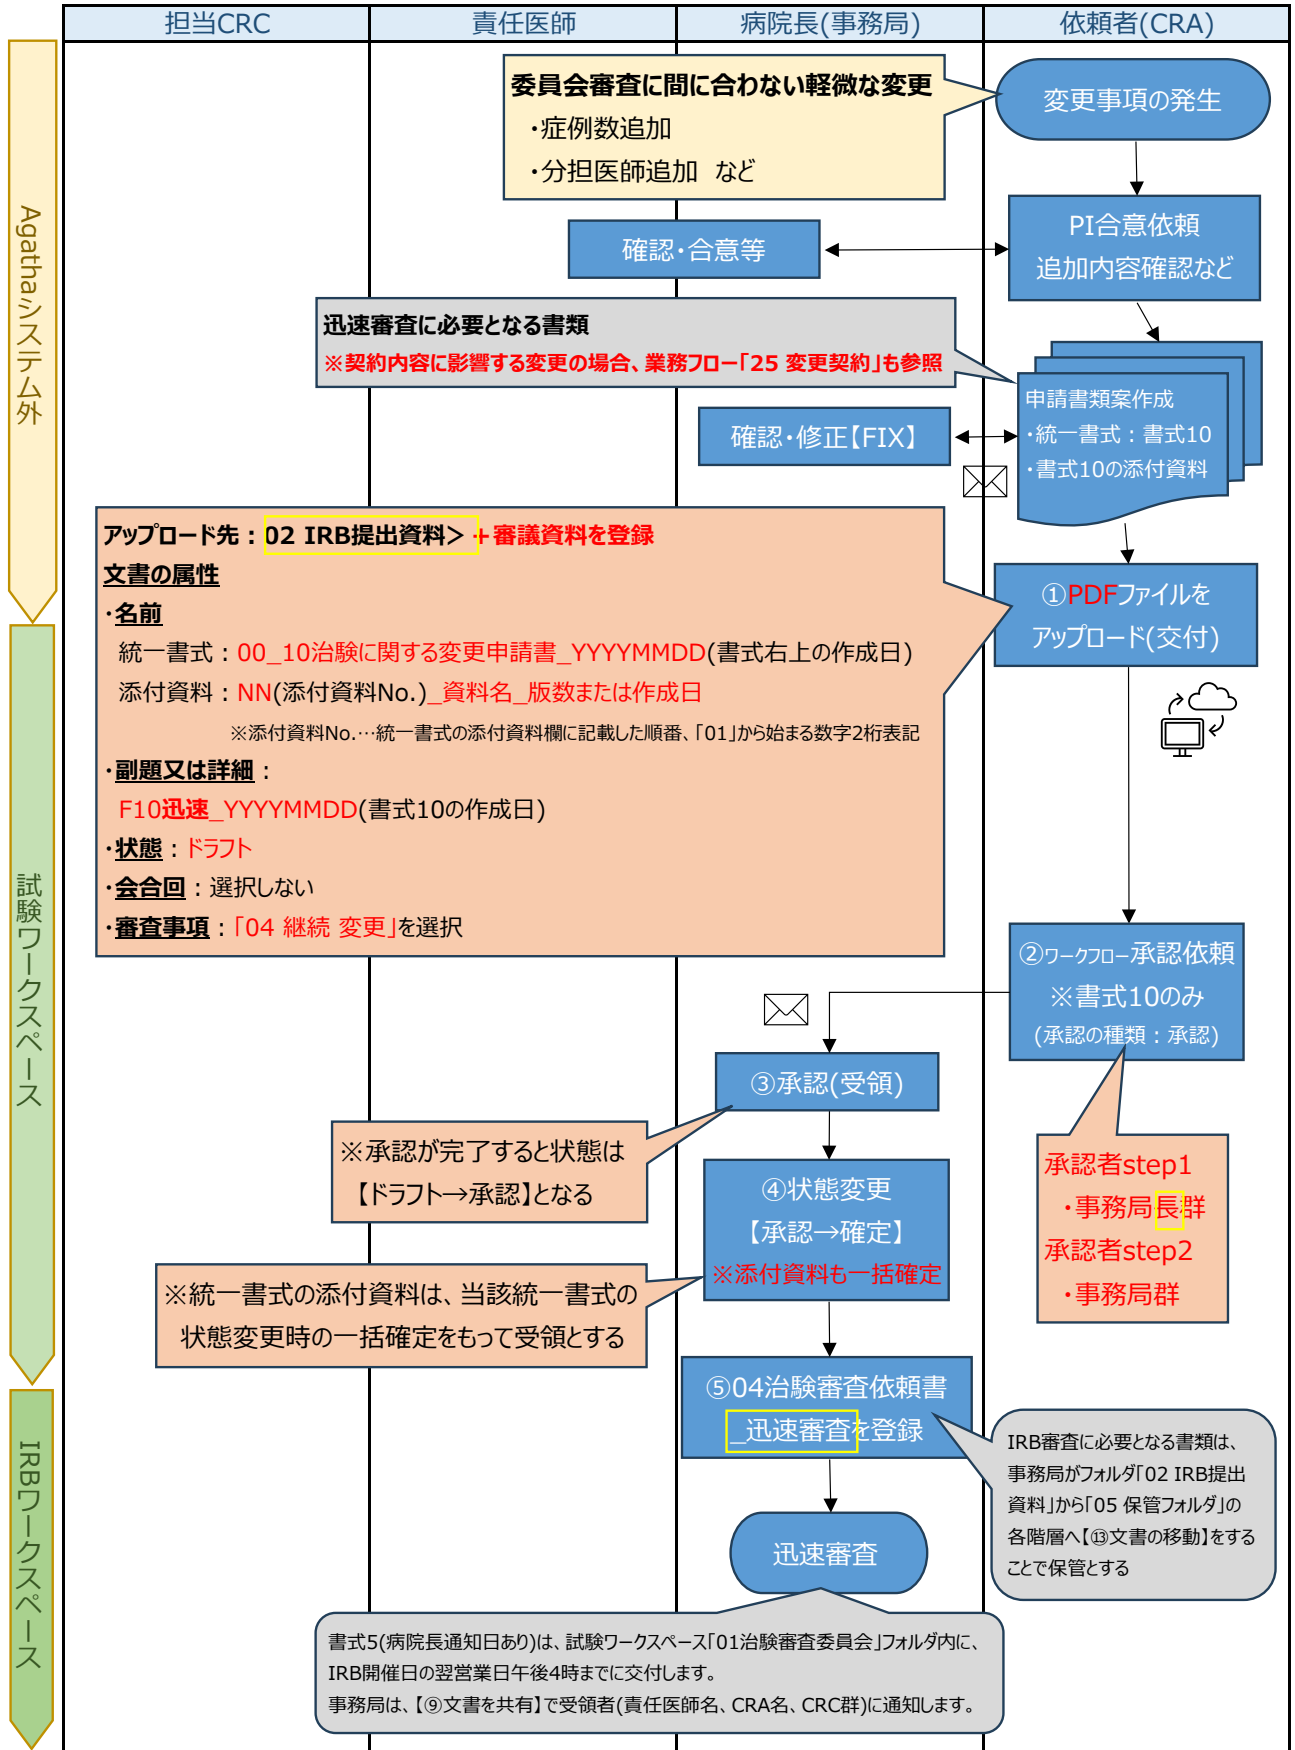 担当CRC
責任医師
病院長(事務局)
依頼者(CRA)
Agathaシステム外
試験ワークスペース
IRBワークスペース
委員会審査に間に合わない軽微な変更
・症例数追加
・分担医師追加 など
変更事項の発生
PI合意依頼
追加内容確認など
確認・合意等
迅速審査に必要となる書類
※契約内容に影響する変更の場合、業務フロー「25 変更契約」も参照
申請書類案作成
・統一書式：書式10
・書式10の添付資料
確認・修正【FIX】
アップロード先：02 IRB提出資料＞＋審議資料を登録
文書の属性
・名前
統一書式：00_10治験に関する変更申請書_YYYYMMDD(書式右上の作成日)
添付資料：NN(添付資料No.)_資料名_版数または作成日
※添付資料No.…統一書式の添付資料欄に記載した順番、「01」から始まる数字2桁表記
・副題又は詳細：
F10迅速_YYYYMMDD(書式10の作成日)
・状態：ドラフト
・会合回：選択しない
・審査事項：「04 継続 変更」を選択
①PDFファイルを
アップロード(交付)
②ワークフロー承認依頼
※書式10のみ
(承認の種類：承認)
③承認(受領)
※承認が完了すると状態は
【ドラフト→承認】となる
承認者step1
・事務局長群
承認者step2
・事務局群
④状態変更
【承認→確定】
※添付資料も一括確定
※統一書式の添付資料は、当該統一書式の
状態変更時の一括確定をもって受領とする
⑤04治験審査依頼書
_迅速審査を登録
IRB審査に必要となる書類は、
事務局がフォルダ「02 IRB提出
資料」から「05 保管フォルダ」の
各階層へ【⑬文書の移動】をする
ことで保管とする
迅速審査
書式5(病院長通知日あり)は、試験ワークスペース「01治験審査委員会」フォルダ内に、
IRB開催日の翌営業日午後4時までに交付します。
事務局は、【⑨文書を共有】で受領者(責任医師名、CRA名、CRC群)に通知します。